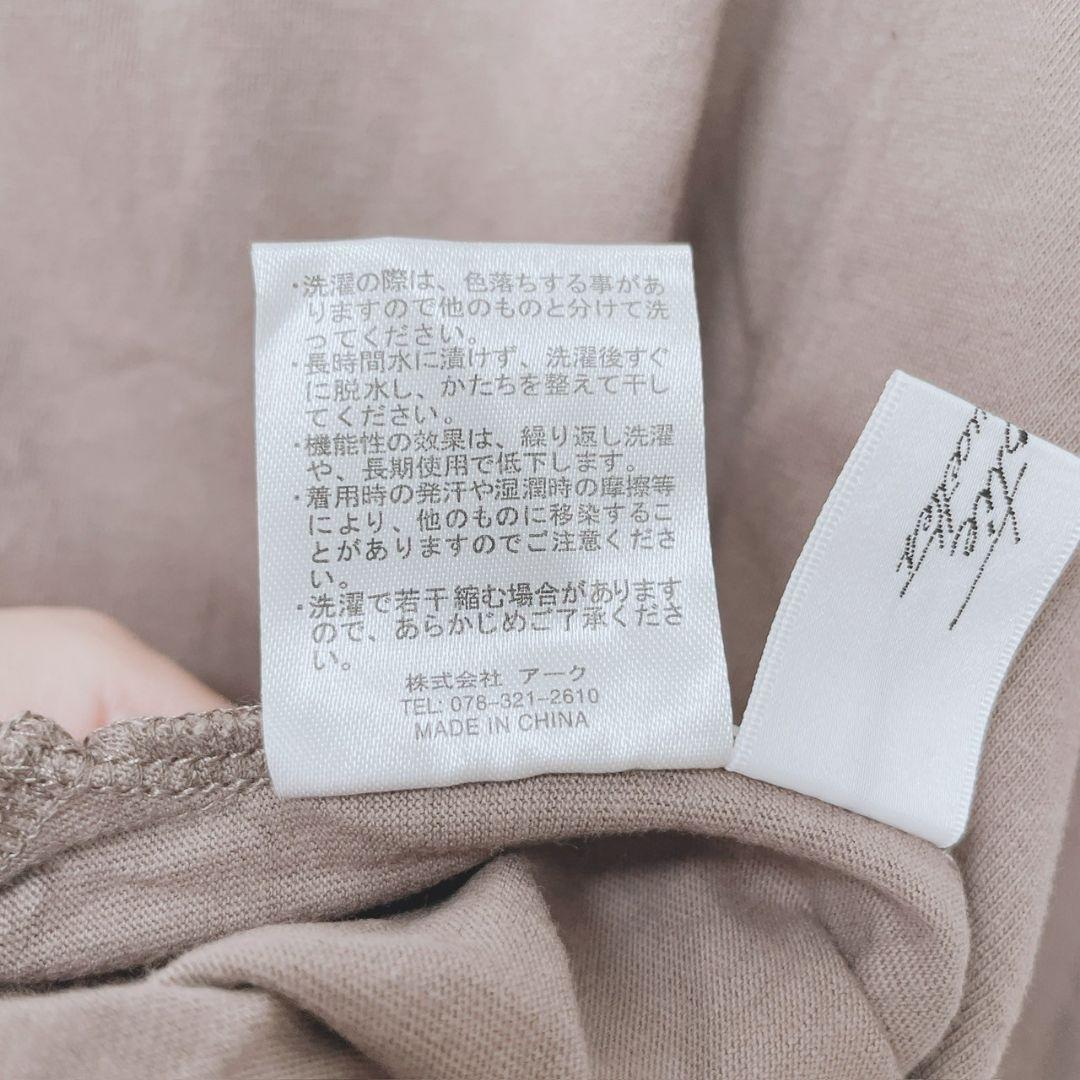 ・洗濯の際は、色落ちする事があ
りますので他のものと分けて洗
ってください。
・長時間水に漬けず、洗濯後すぐ
に脱水し、かたちを整えて干し
てください。
・機能性の効果は、繰り返し洗濯
や、長期使用で低下します。
・着用時の発汗や湿潤時の摩擦等
により、他のものに移染するこ
とがありますのでご注意くださ
い。
・洗濯で若干縮む場合があります
ので、あらかじめご了承くださ
い。
株式会社 アーク
TEL: 078-321-2610
MADE IN CHINA